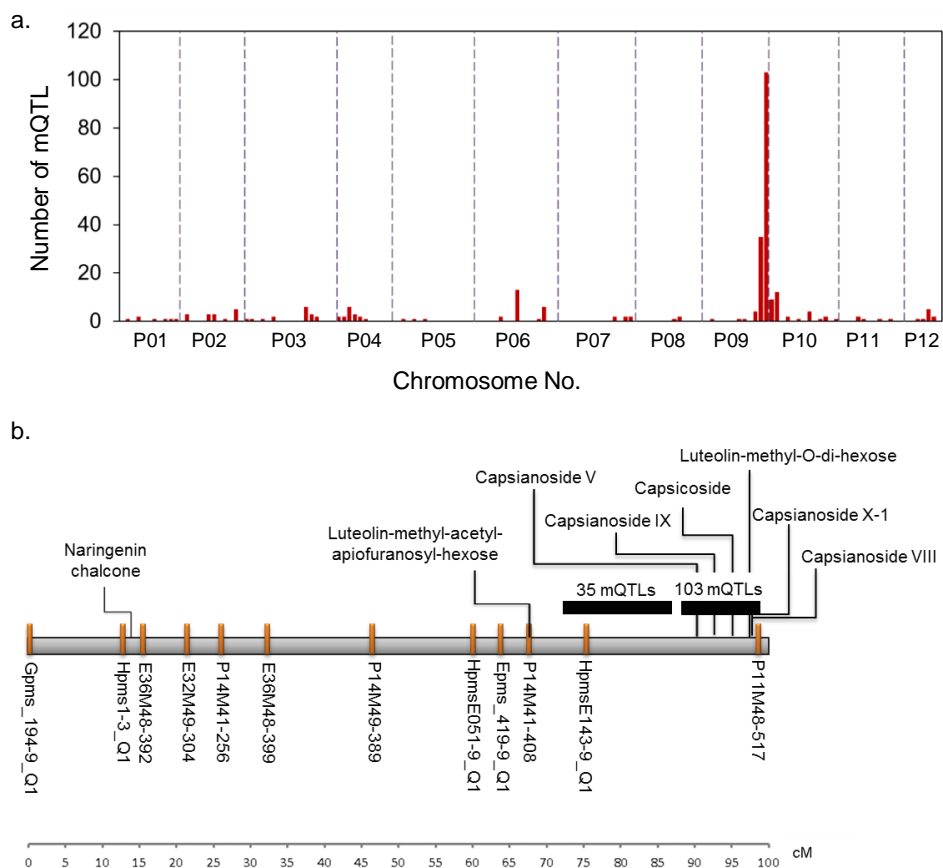 a.
120
100
80
60
40
20
0
Number of mQTL
P01 P02 P03 P04 P05 P06 P07 P08 P09 P10 P11 P12
Chromosome No.
b.
Luteolin-methyl-O-di-hexose
Capsianoside V
Capsicoside
Capsianoside X-1
Capsianoside IX
Luteolin-methyl-acetyl-
apiofuranosyl-hexose
Naringenin
chalcone
Capsianoside VIII
35 mQTLs
103 mQTLs
Gpms_194-9_Q1
Hpms1-3_Q1
E36M48-392
E32M49-304
P14M41-256
E36M48-399
P14M49-389
HpmsE051-9_Q1
Epms_419-9_Q1
P14M41-408
HpmsE143-9_Q1
P11M48-517
0 5 10 15 20 25 30 35 40 45 50 55 60 65 70 75 80 85 90 95 100 cM